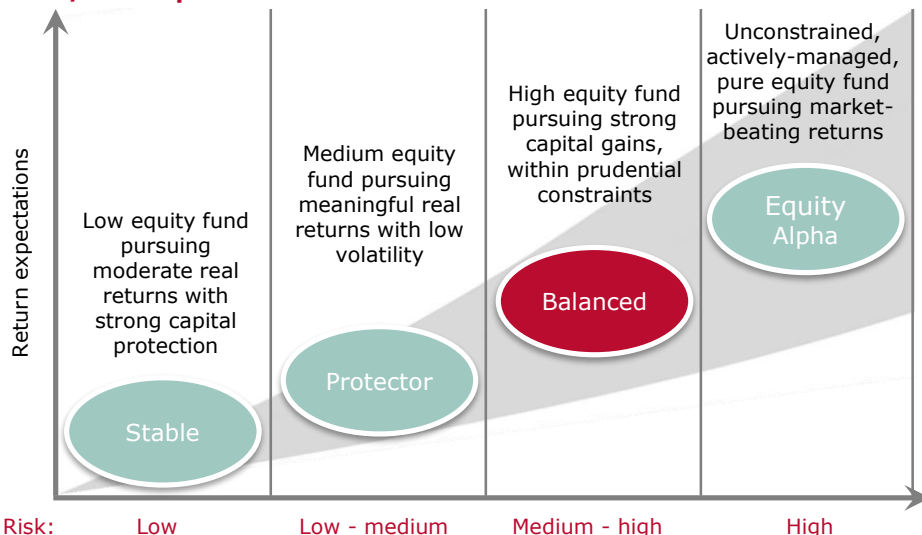 Return expectations
Low equity fund
pursuing
moderate real
returns with
strong capital
protection
Stable
Medium equity
fund pursuing
meaningful real
returns with low
volatility
Protector
High equity fund
pursuing strong
capital gains,
within prudential
constraints
Balanced
Unconstrained,
actively-managed,
pure equity fund
pursuing market-
beating returns
Equity
Alpha
Risk: Low Low - medium Medium - high High